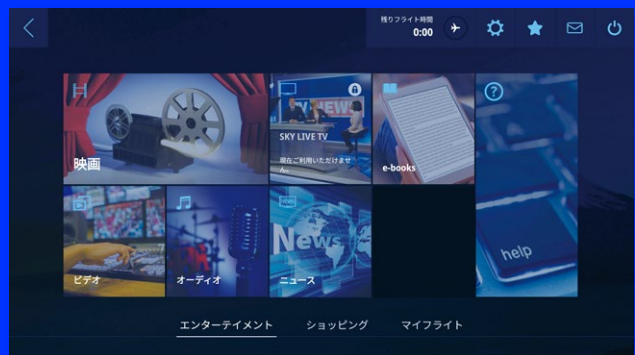 残りフライト時間
0:00
映画
SKY NEWS
SKY LIVE TV
現在ご利用いただけませ
ん。
e-books
ビデオ
オーディオ
News
ニュース
help
エンターテイメント
ショッピング
マイフライト